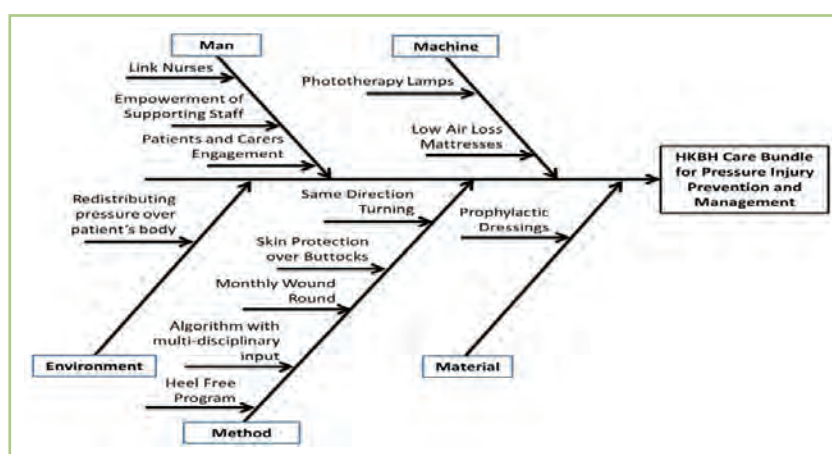 Man
Machine
Link Nurses
Phototherapy Lamps
Empowerment of
Supporting Staff
Patients and Carers
Engagement
Low Air Loss
Mattresses
HKBH Care Bundle
for Pressure Injury
Prevention and
Management
Redistributing
pressure over
patient's body
Same Direction
Turning
Prophylactic
Dressings
Skin Protection
over Buttocks
Monthly Wound
Round
Algorithm with
multi-disciplinary
input
Heel Free
Program
Environment
Material
Method